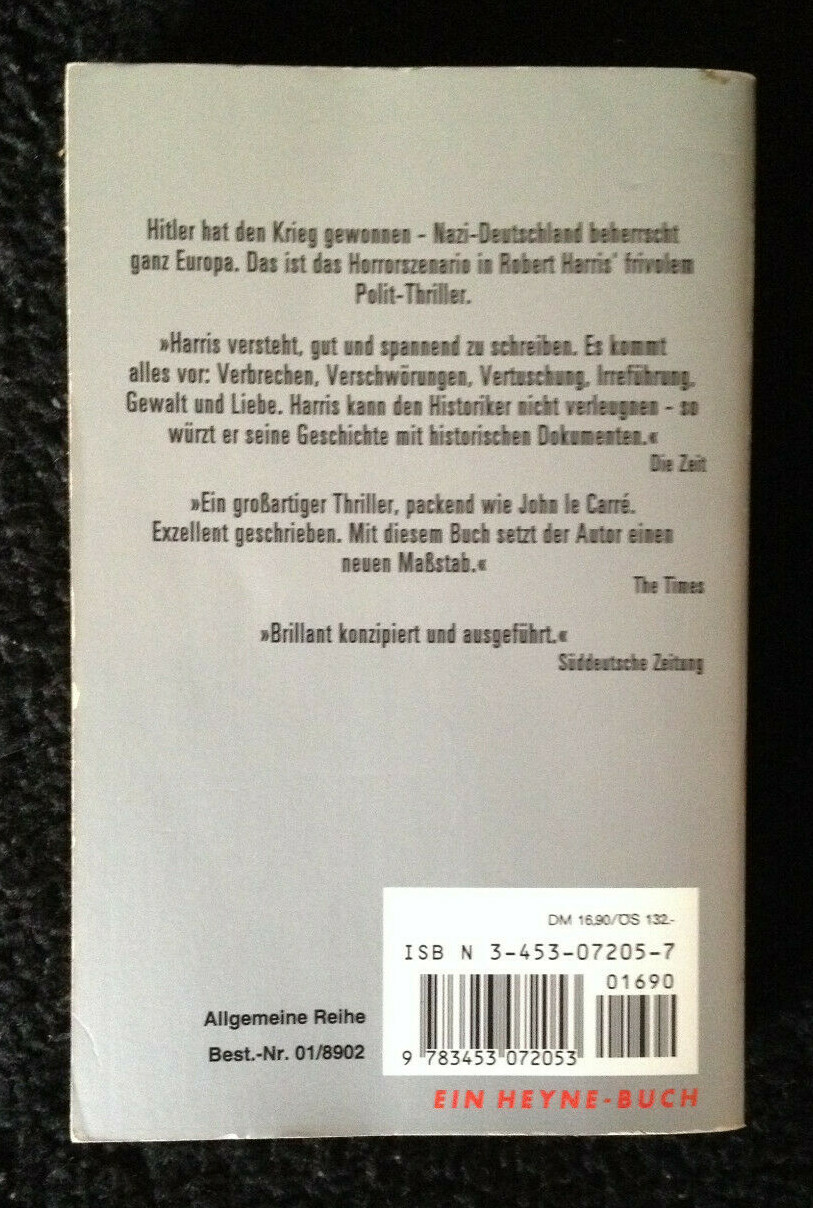 Hitler hat den Krieg gewonnen – Nazi-Deutschland beherrscht
ganz Europa. Das ist das Horrorszenario in Robert Harris' frivolem
Polit-Thriller.
»Harris versteht, gut und spannend zu schreiben. Es kommt
alles vor: Verbrechen, Verschwörungen, Vertuschung, Irreführung,
Gewalt und Liebe. Harris kann den Historiker nicht verleugnen – so
würzt er seine Geschichte mit historischen Dokumenten.«
Die Zeit
»Ein großartiger Thriller, packend wie John le Carré.
Exzellent geschrieben. Mit diesem Buch setzt der Autor einen
neuen Maßstab.«
The Times
»Brillant konzipiert und ausgeführt.«
Süddeutsche Zeitung
DM 16,90/ÖS 132,-
ISBN 3-453-07205-7
01690
9 783453 072053
Allgemeine Reihe
Best.-Nr. 01/8902
EIN HEYNE-BUCH